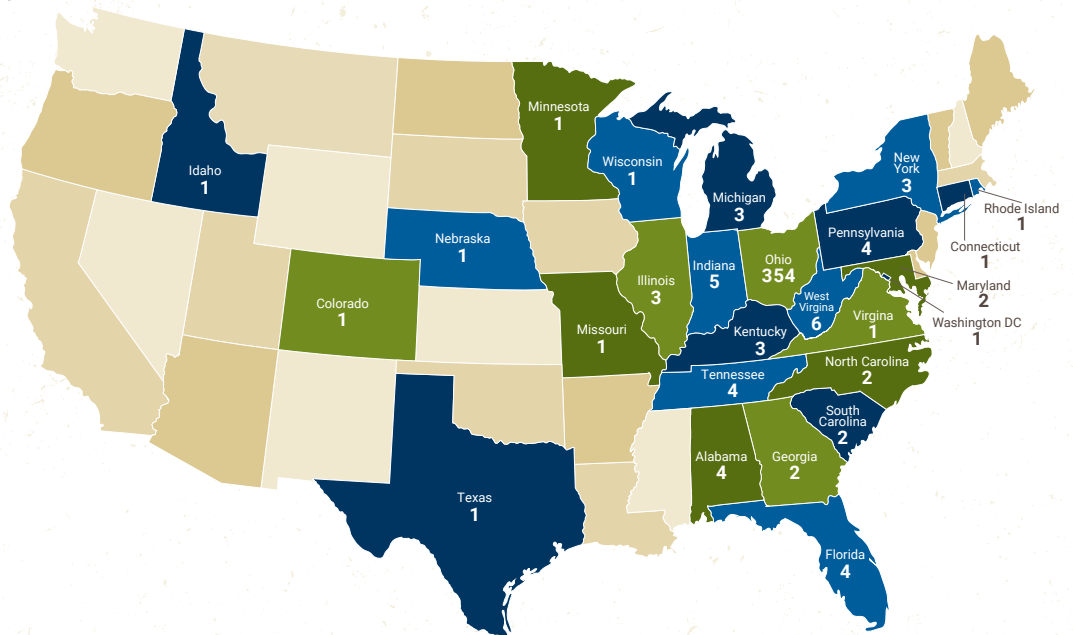 Minnesota
1
Wisconsin
1
Idaho
1
Michigan
3
New
York
3
Rhode Island
1
Connecticut
1
Pennsylvania
4
Nebraska
1
Ohio
354
Indiana
5
Illinois
3
Maryland
2
Washington DC
1
West
Virgina
6
Colorado
1
Virgina
1
Missouri
1
Kentucky
3
North Carolina
2
Tennessee
4
South
Carolina
2
Alabama
4
Georgia
2
Texas
1
Florida
4